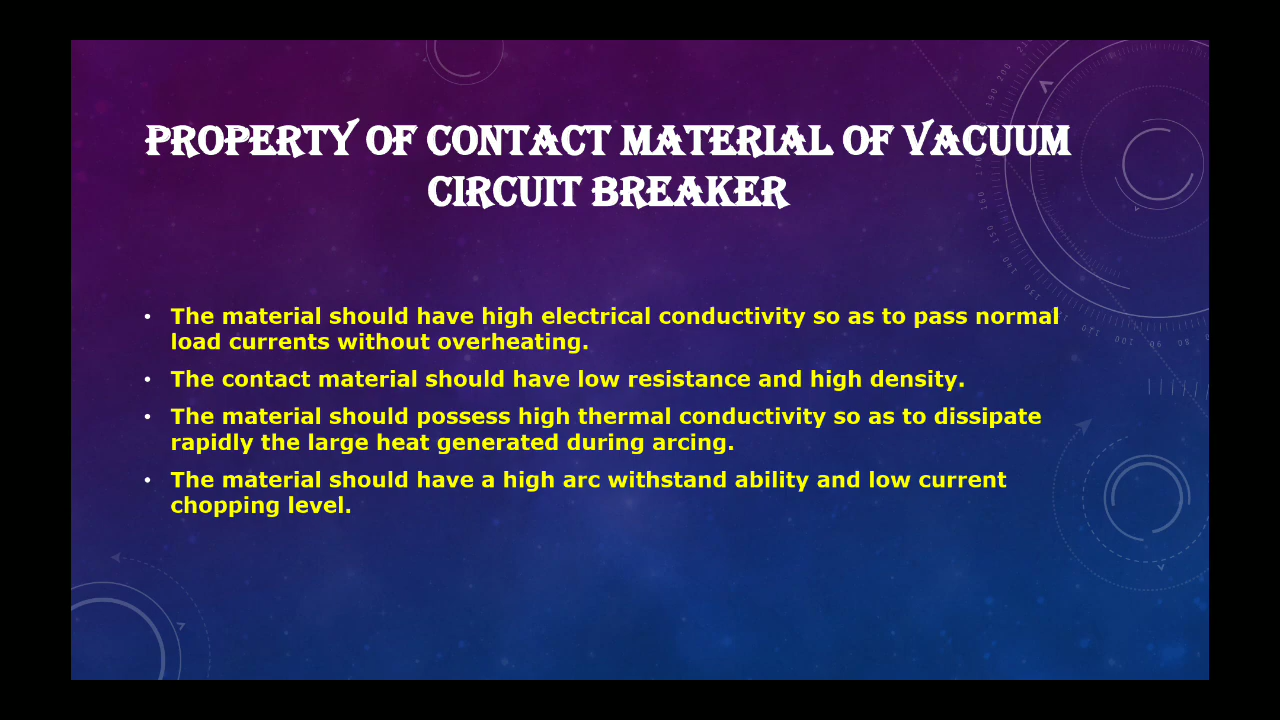 PROPERTY OF CONTACT MATERIAL OF VACUUM
CIRCUIT BREAKER
• The material should have high electrical conductivity so as to pass normal
load currents without overheating.
• The contact material should have low resistance and high density.
• The material should possess high thermal conductivity so as to dissipate
rapidly the large heat generated during arcing.
• The material should have a high arc withstand ability and low current
chopping level.